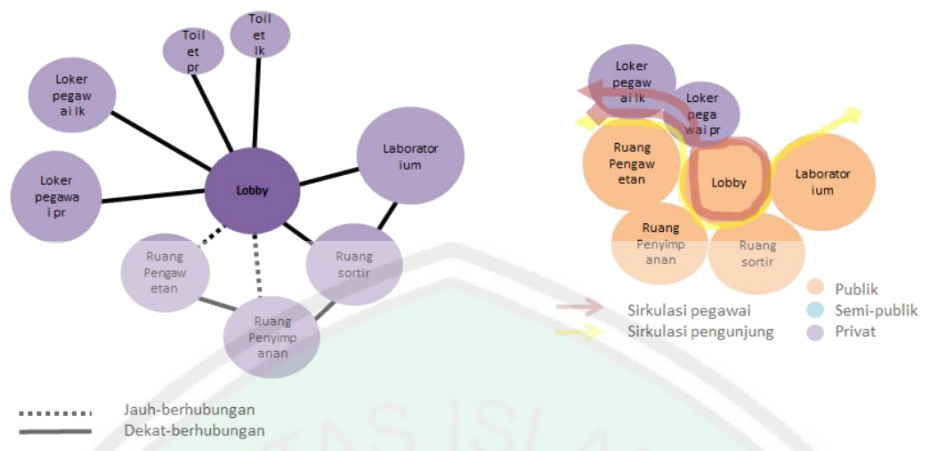 Toil
et
pr
Toil
et
lk
Loker
pegaw
ai lk
Loker
pegawa
i pr
Lobby
Laborator
ium
Ruang
Pengaw
etan
Ruang
sortir
Ruang
Penyimp
anan
Jauh-berhubungan
Dekat-berhubungan
Loker
pegaw
ai lk
Loker
pega
wai pr
Ruang
Pengaw
etan
Lobby
Laborator
ium
Ruang
Penyimp
anan
Ruang
sortir
Sirkulasi pegawai
Sirkulasi pengunjung
Publik
Semi-publik
Privat
TAS ISLA